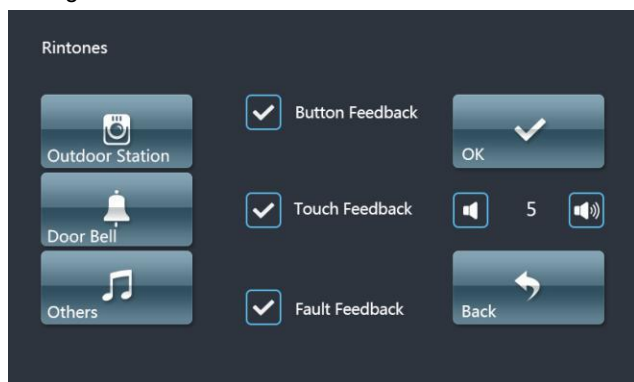 Rintones
Outdoor Station
Button Feedback
OK
Door Bell
Touch Feedback
5
Others
Fault Feedback
Back